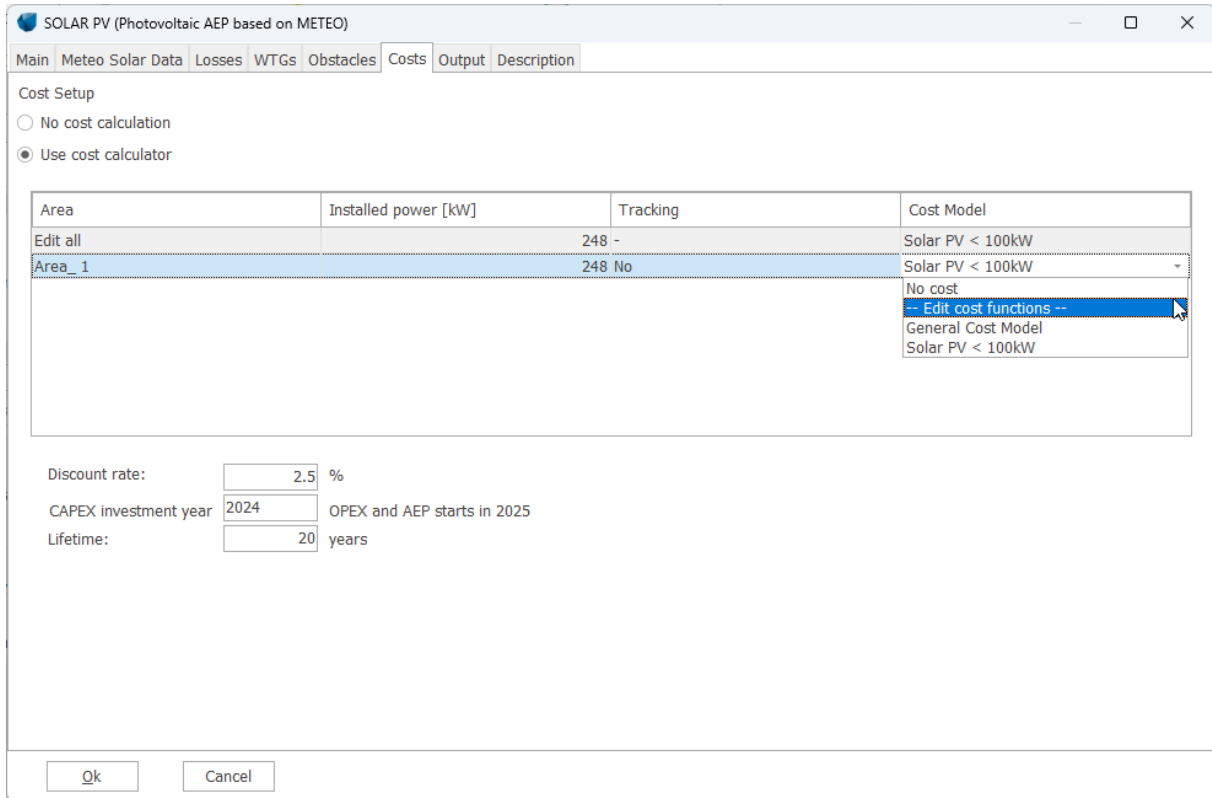 SOLAR PV (Photovoltaic AEP based on METEO)
Main Meteo Solar Data Losses WTGs Obstacles Costs Output Description
Cost Setup
No cost calculation
Use cost calculator
Area Installed power [kW] Tracking Cost Model
Edit all 248 - Solar PV < 100kW
Area_ 1 248 No Solar PV < 100kW
No cost
-- Edit cost functions --
General Cost Model
Solar PV < 100kW
Discount rate: 2.5 %
CAPEX investment year 2024 OPEX and AEP starts in 2025
Lifetime: 20 years
Ok Cancel